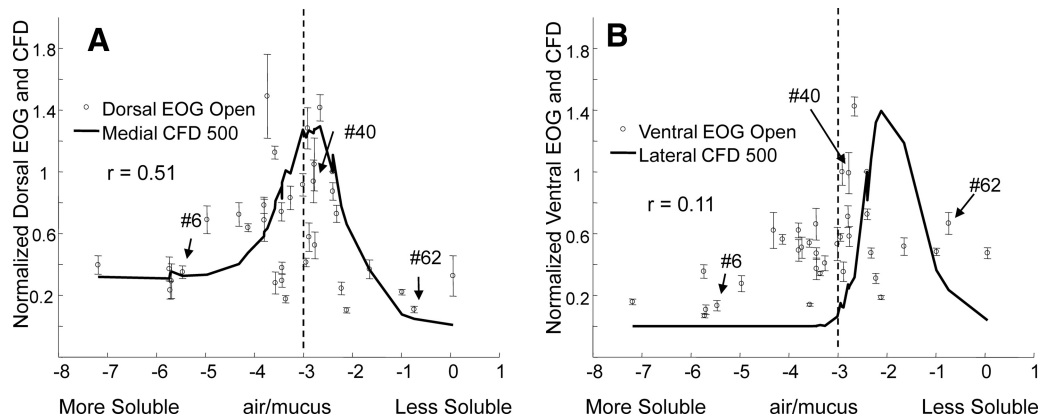 A
Normalized Dorsal EOG and CFD
1.8
1.4
1
0.6
0.2
Dorsal EOG Open
Medial CFD 500
r = 0.51
#6
#40
#62
-8 -7 -6 -5 -4 -3 -2 -1 0 1
More Soluble air/mucus Less Soluble
B
Normalized Ventral EOG and CFD
1.8
1.4
1
0.6
0.2
Ventral EOG Open
Lateral CFD 500
r = 0.11
#40
#6
#62
-8 -7 -6 -5 -4 -3 -2 -1 0 1
More Soluble air/mucus Less Soluble